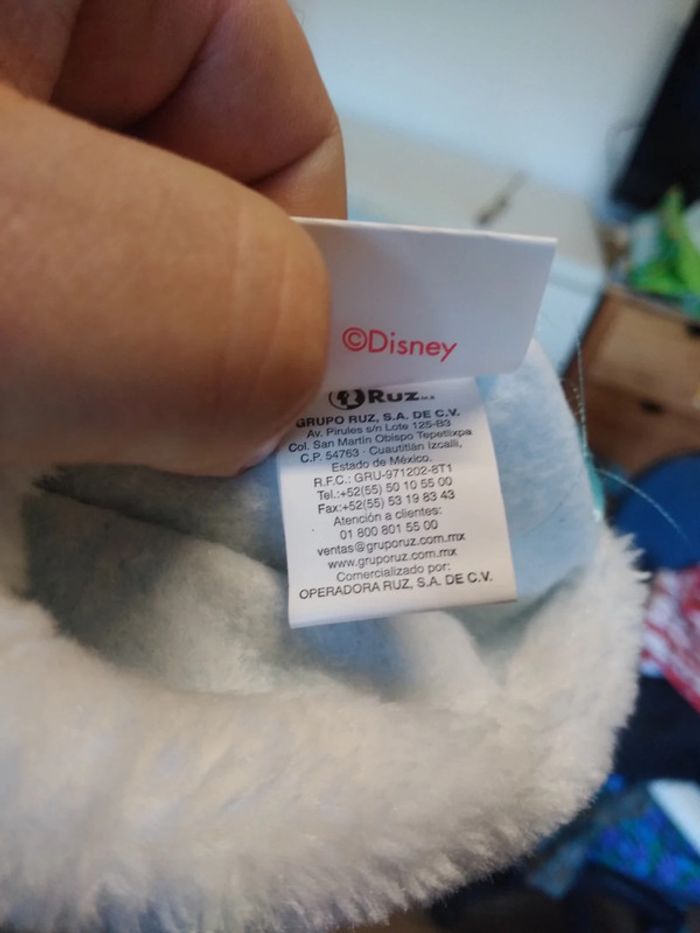 ©Disney
RUZ
GRUPO RUZ, S.A. DE C.V.
Av. Pirules s/n Lote 125-B3
Col. San Martín Obispo Tepetlixpa
C.P. 54763 · Cuautitlán Izcalli,
Estado de México.
R.F.C.: GRU-971202-8T1
Tel.:+52(55) 50 10 55 00
Fax:+52(55) 53 19 83 43
Atención a clientes:
01 800 801 55 00
ventas@gruporuz.com.mx
www.gruporuz.com.mx
Comercializado por:
OPERADORA RUZ, S.A. DE C.V.